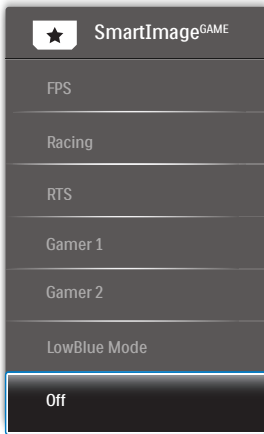 SmartImageGAME
FPS
Racing
RTS
Gamer 1
Gamer 2
LowBlue Mode
Off